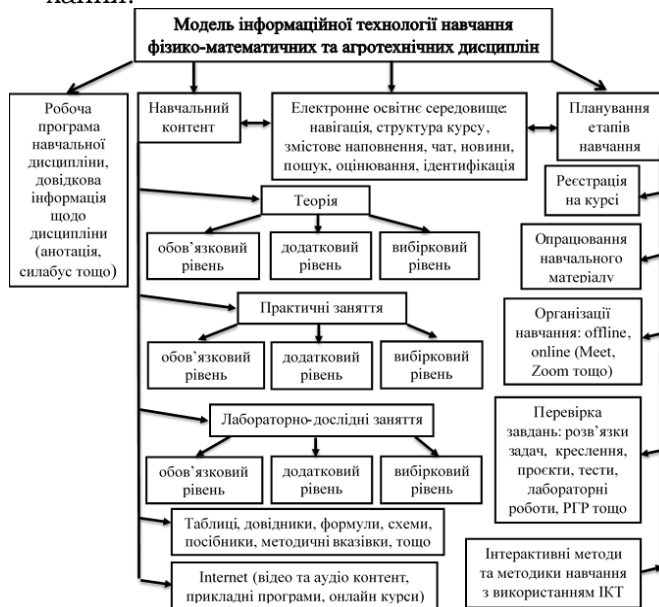 Модель інформаційної технології навчання
фізико-математичних та агротехнічних дисциплін
Робоча
програма
навчальної
дисципліни,
довідкова
інформація
щодо
дисципліни
(анотація,
силабус тощо)
Навчальний
контент
Електронне освітнє середовище:
навігація, структура курсу,
змістове наповнення, чат, новини,
пошук, оцінювання, ідентифікація
Планування
етапів
навчання
Теорія
обов’язковий
рівень
додатковий
рівень
вибірковий
рівень
Практичні заняття
обов’язковий
рівень
додатковий
рівень
вибірковий
рівень
Лабораторно-дослідні заняття
обов’язковий
рівень
додатковий
рівень
вибірковий
рівень
Таблиці, довідники, формули, схеми,
посібники, методичні вказівки, тощо
Internet (відео та аудіо контент,
прикладні програми, онлайн курси)
Реєстрація
на курсі
Опрацювання
навчального
матеріалу
Організації
навчання: offline,
online (Meet,
Zoom тощо)
Перевірка
завдань: розв’язки
задач, креслення,
проєкти, тести,
лабораторні
роботи, РГР тощо
Інтерактивні методи
та методики навчання
з використанням ІКТ